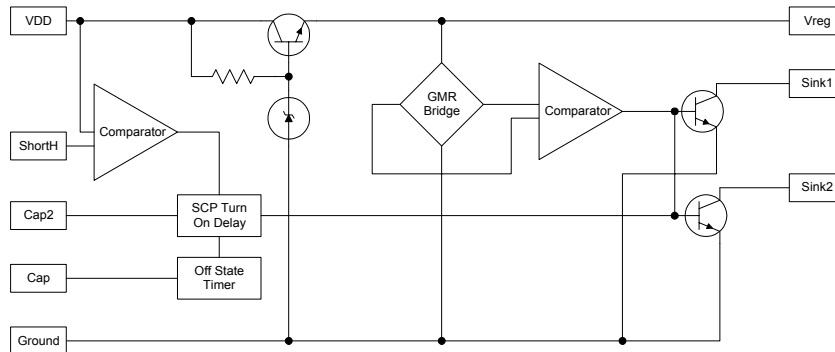 VDD
Vreg
GMR
Bridge
Comparator
Sink1
Comparator
ShortH
Sink2
Cap2
SCP Turn
On Delay
Cap
Off State
Timer
Ground